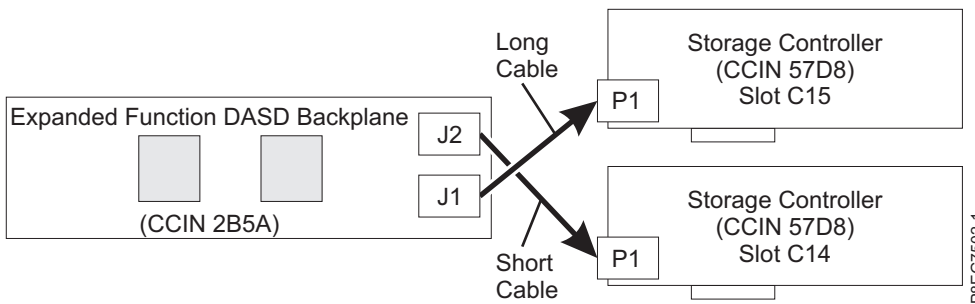 Long
Cable
Storage Controller
(CCIN 57D8)
Slot C15
P1
Expanded Function DASD Backplane
J2
J1
(CCIN 2B5A)
Storage Controller
(CCIN 57D8)
Slot C14
P1
Short
Cable